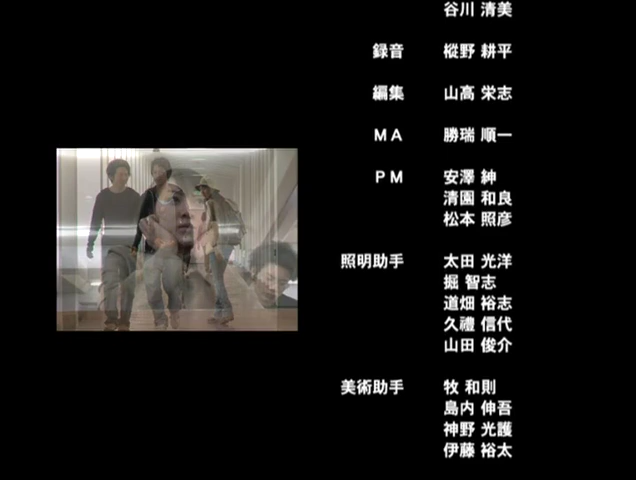 谷川 清美
録音 樅野 耕平
編集 山高 栄志
MA 勝瑞 順一
PM 安澤 紳
清園 和良
松本 照彦
照明助手 太田 光洋
掘 智志
道畑 裕志
久禮 信代
山田 俊介
美術助手 牧 和則
島内 伸吾
神野 光護
伊藤 裕太